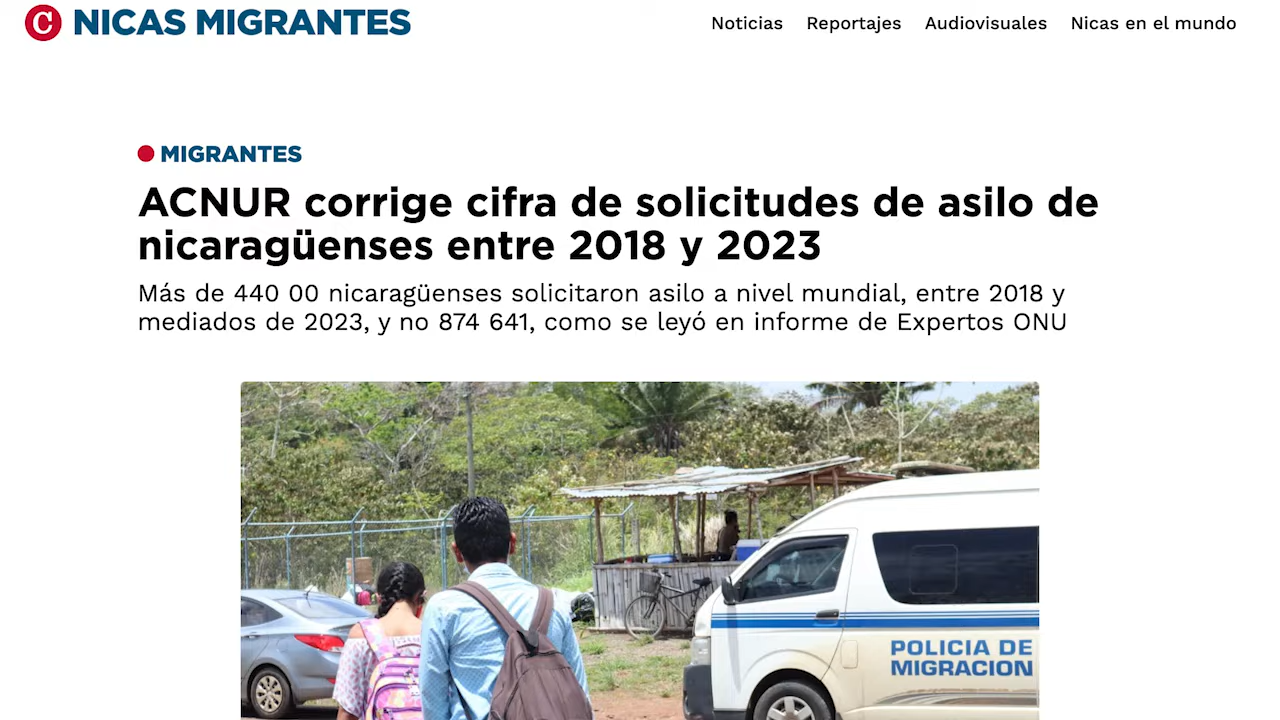 C NICAS MIGRANTES
Noticias Reportajes Audiovisuales Nicas en el mundo
MIGRANTES
ACNUR corrige cifra de solicitudes de asilo de
nicaragüenses entre 2018 y 2023
Más de 440 00 nicaragüenses solicitaron asilo a nivel mundial, entre 2018 y
mediados de 2023, y no 874 641, como se leyó en informe de Expertos ONU
POLICIA DE
MIGRACION